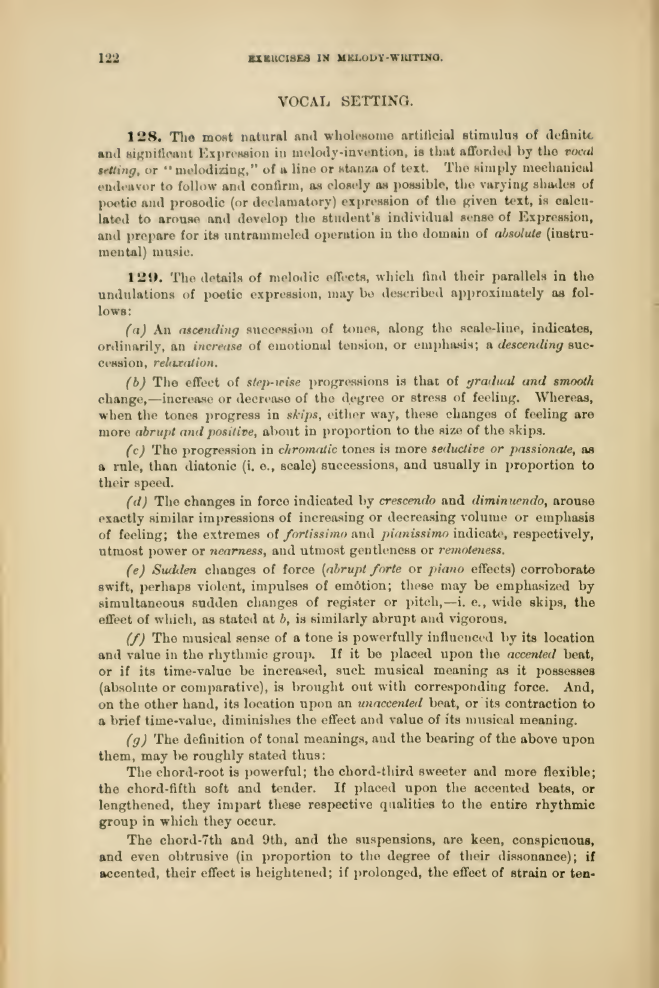 122
EXERCISES IN MELODY-WRITING.
VOCAL SETTING.
128. The most natural and wholesome artificial stimulus of definite
and significant Expression in melody-invention, is that afforded by the vocal
setting, or "melodizing," of a line or stanza of text. The simply mechanical
endeavor to follow and confirm, as closely as possible, the varying shades of
poetic and prosodic (or declamatory) expression of the given text, is calcu-
lated to arouse and develop the student's individual sense of Expression,
and prepare for its untrammeled operation in the domain of absolute (instru-
mental) music.
129. The details of melodic effects, which find their parallels in the
undulations of poetic expression, may be described approximately as fol-
lows:
(a) An ascending succession of tones, along the scale-line, indicates,
ordinarily, an increase of emotional tension, or emphasis; a descending suc-
cession, relaxation.
(b) The effect of step-wise progressions is that of gradual and smooth
change,—increase or decrease of the degree or stress of feeling. Whereas,
when the tones progress in skips, either way, these changes of feeling are
more abrupt and positive, about in proportion to the size of the skips.
(c) The progression in chromatic tones is more seductive or passionate, as
a rule, than diatonic (i. e., scale) successions, and usually in proportion to
their speed.
(d) The changes in force indicated by crescendo and diminuendo, arouse
exactly similar impressions of increasing or decreasing volume or emphasis
of feeling; the extremes of fortissimo and pianissimo indicate, respectively,
utmost power or nearness, and utmost gentleness or remoteness.
(e) Sudden changes of force (abrupt forte or piano effects) corroborate
swift, perhaps violent, impulses of emotion; these may be emphasized by
simultaneous sudden changes of register or pitch,—i. e., wide skips, the
effect of which, as stated at b, is similarly abrupt and vigorous.
(f) The musical sense of a tone is powerfully influenced by its location
and value in the rhythmic group. If it be placed upon the accented beat,
or if its time-value be increased, such musical meaning as it possesses
(absolute or comparative), is brought out with corresponding force. And,
on the other hand, its location upon an unaccented beat, or its contraction to
a brief time-value, diminishes the effect and value of its musical meaning.
(g) The definition of tonal meanings, and the bearing of the above upon
them, may be roughly stated thus:
The chord-root is powerful; the chord-third sweeter and more flexible;
the chord-fifth soft and tender. If placed upon the accented beats, or
lengthened, they impart these respective qualities to the entire rhythmic
group in which they occur.
The chord-7th and 9th, and the suspensions, are keen, conspicuous,
and even obtrusive (in proportion to the degree of their dissonance); if
accented, their effect is heightened; if prolonged, the effect of strain or ten-